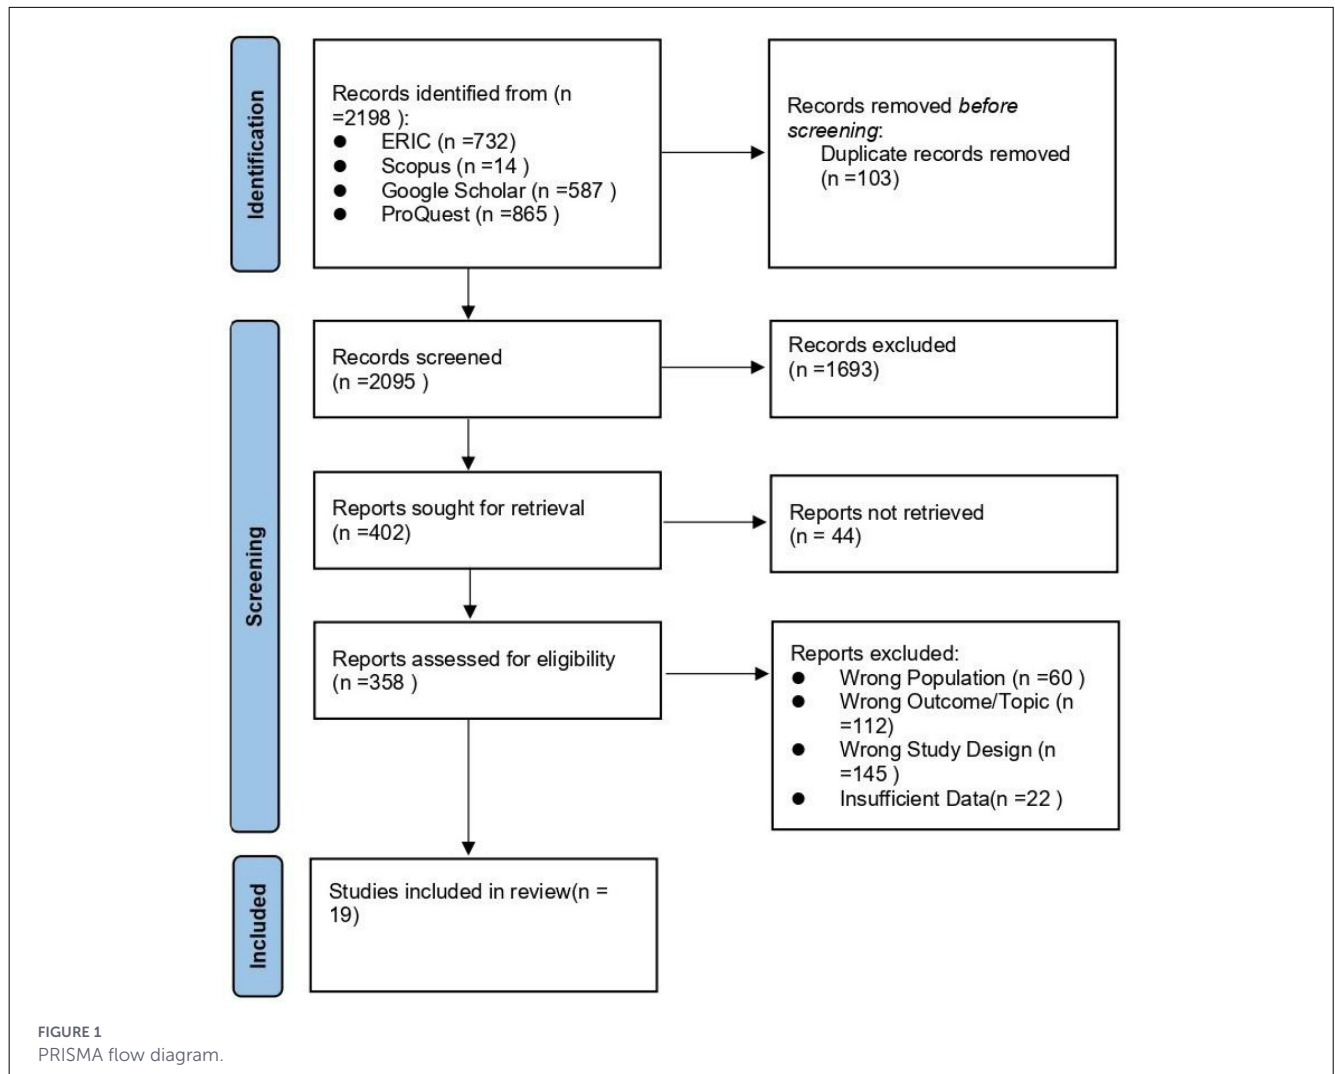 Identification
Records identified from (n
=2198 ):
● ERIC (n =732)
● Scopus (n =14 )
● Google Scholar (n =587 )
● ProQuest (n =865 )
Records removed before
screening:
Duplicate records removed
(n =103)
Screening
Records screened
(n =2095 )
Records excluded
(n =1693)
Reports sought for retrieval
(n =402)
Reports not retrieved
(n = 44)
Reports assessed for eligibility
(n =358 )
Reports excluded:
● Wrong Population (n =60 )
● Wrong Outcome/Topic (n
=112)
● Wrong Study Design (n
=145 )
● Insufficient Data(n =22 )
Included
Studies included in review(n =
19)
FIGURE 1
PRISMA flow diagram.